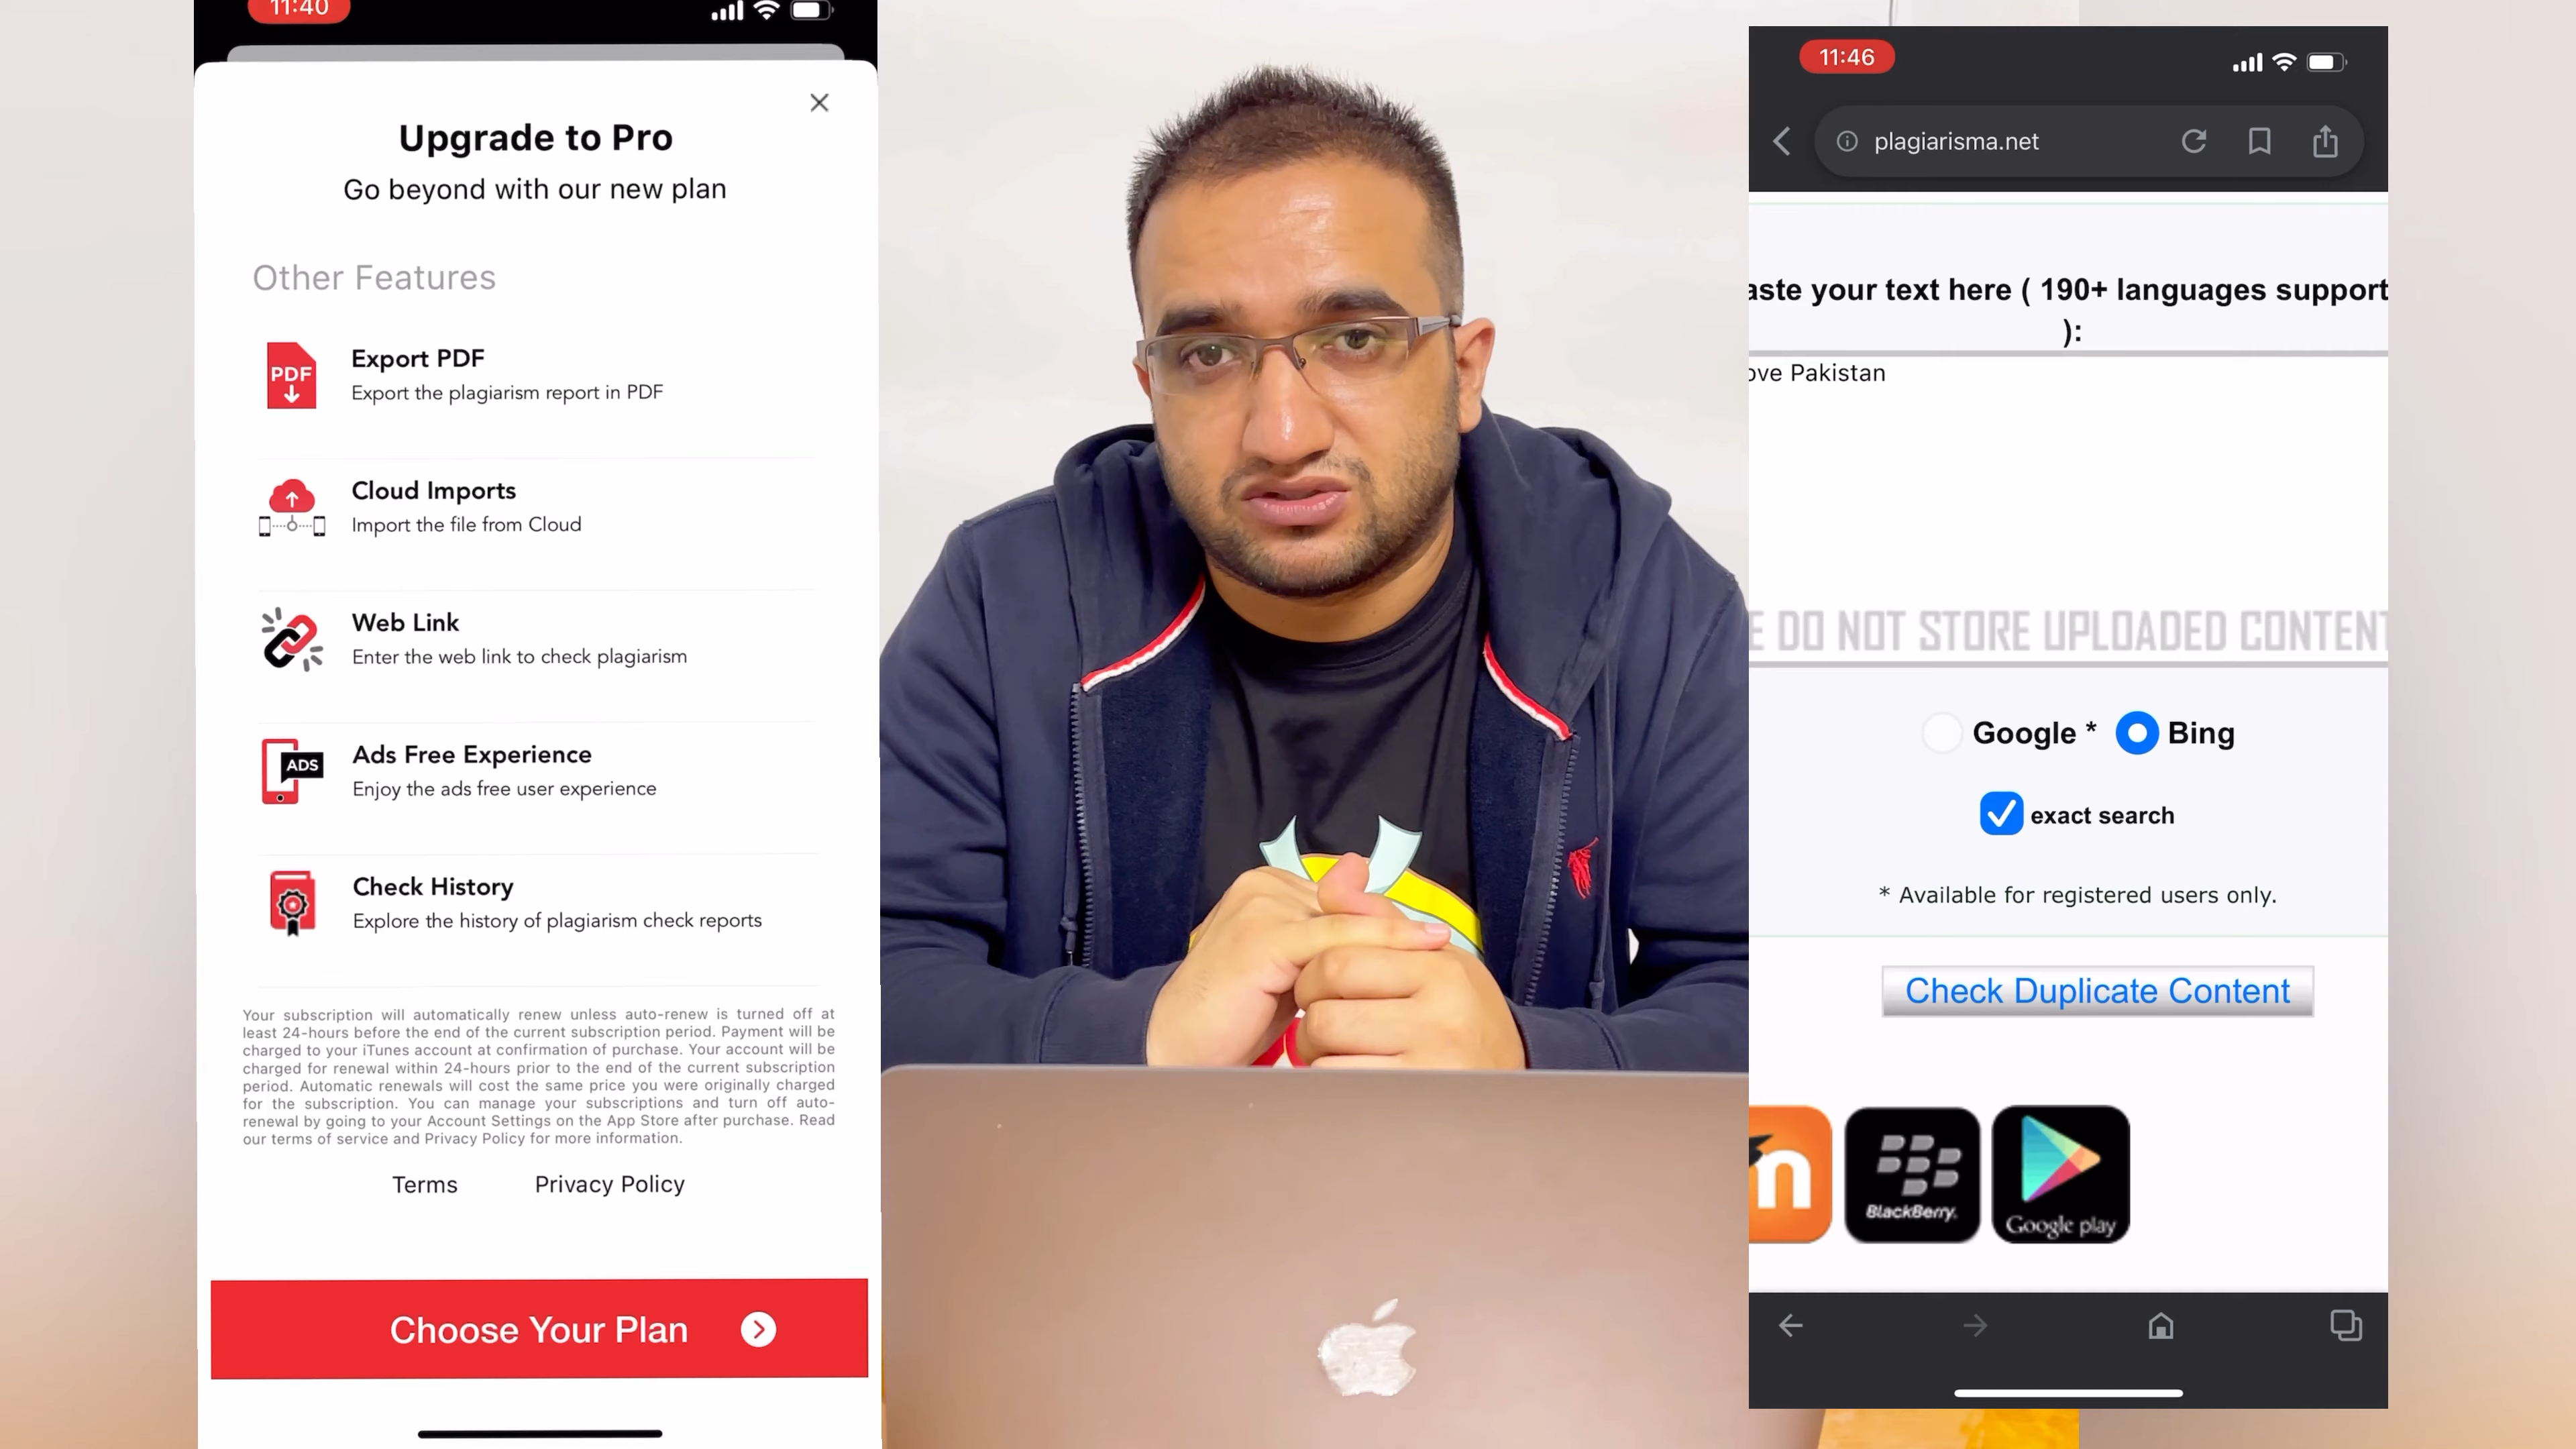 11:40
Upgrade to Pro
Go beyond with our new plan
Other Features
PDF
Export PDF
Export the plagiarism report in PDF
Cloud Imports
Import the file from Cloud
Web Link
Enter the web link to check plagiarism
ADS
Ads Free Experience
Enjoy the ads free user experience
Check History
Explore the history of plagiarism check reports
Your subscription will automatically renew unless auto-renew is turned off at
least 24-hours before the end of the current subscription period. Payment will be
charged to your iTunes account at confirmation of purchase. Your account will be
charged for renewal within 24-hours prior to the end of the current subscription
period. Automatic renewals will cost the same price you were originally charged
for the subscription. You can manage your subscriptions and turn off auto-
renewal by going to your Account Settings on the App Store after purchase. Read
our terms of service and Privacy Policy for more information.
Terms Privacy Policy
Choose Your Plan
11:46
plagiarisma.net
aste your text here ( 190+ languages support
):
ove Pakistan
E DO NOT STORE UPLOADED CONTENT
Google * Bing
exact search
* Available for registered users only.
Check Duplicate Content
m BlackBerry. Google play